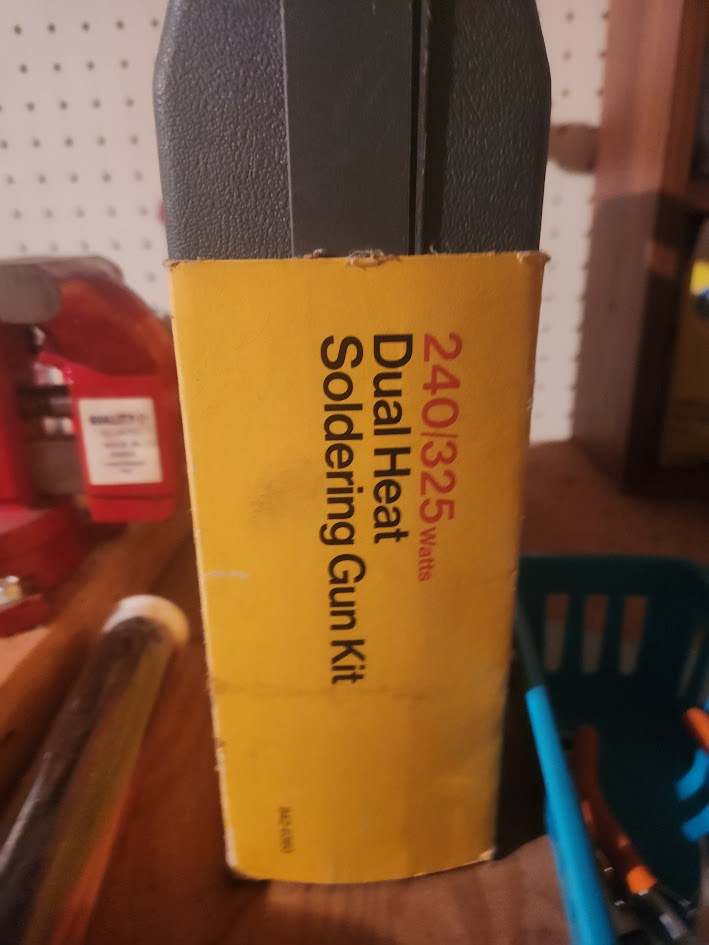 240/325 Watts
Dual Heat
Soldering Gun Kit